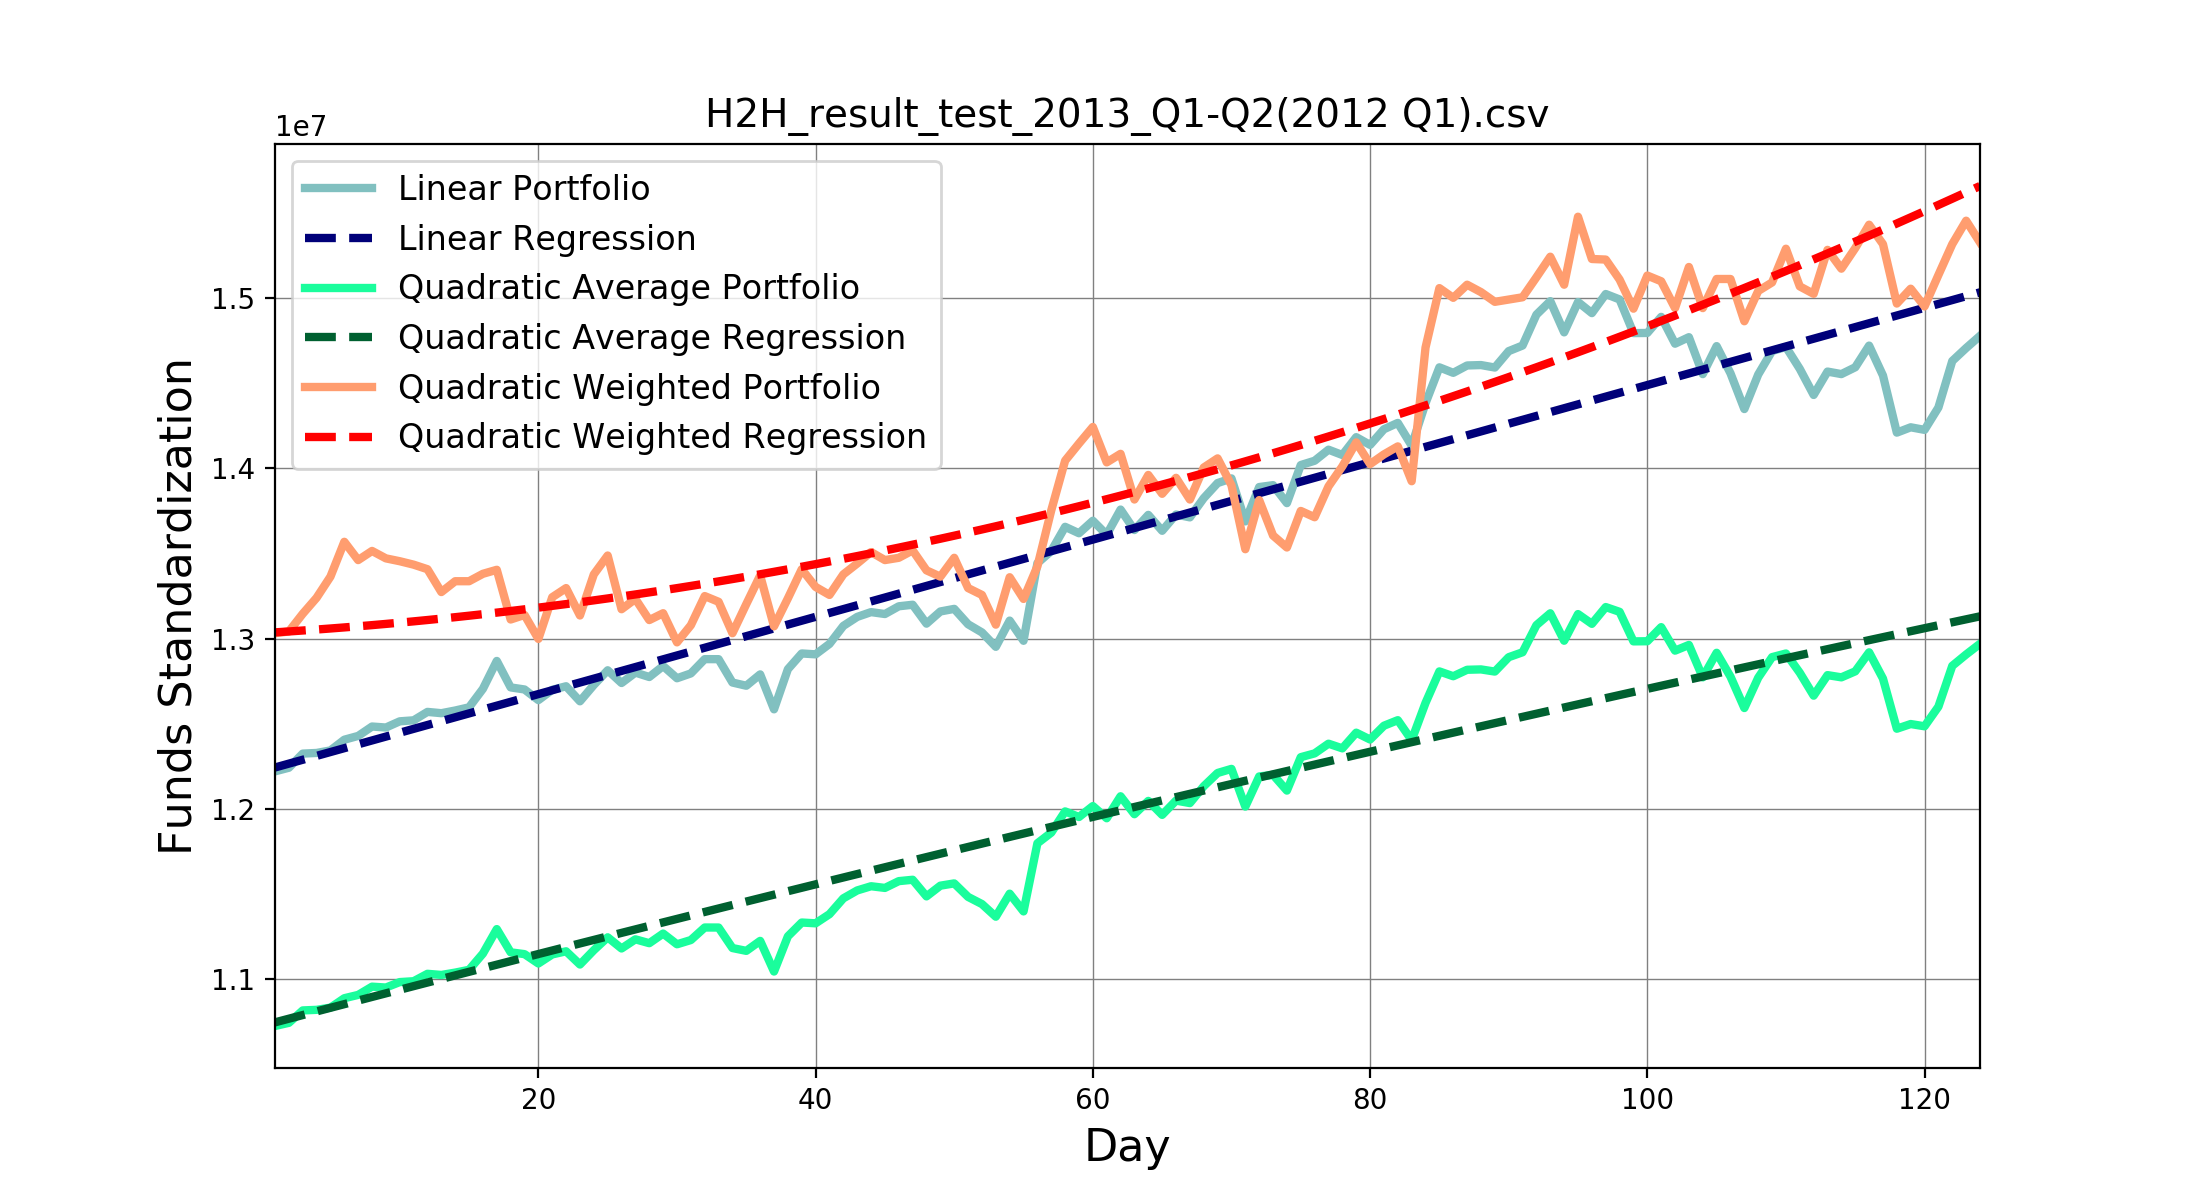 H2H_result_test_2013_Q1-Q2(2012 Q1).csv
1e7
Linear Portfolio
Linear Regression
Quadratic Average Portfolio
Quadratic Average Regression
Quadratic Weighted Portfolio
Quadratic Weighted Regression
Funds Standardization
1.5
1.4
1.3
1.2
1.1
20 40 60 80 100 120
Day